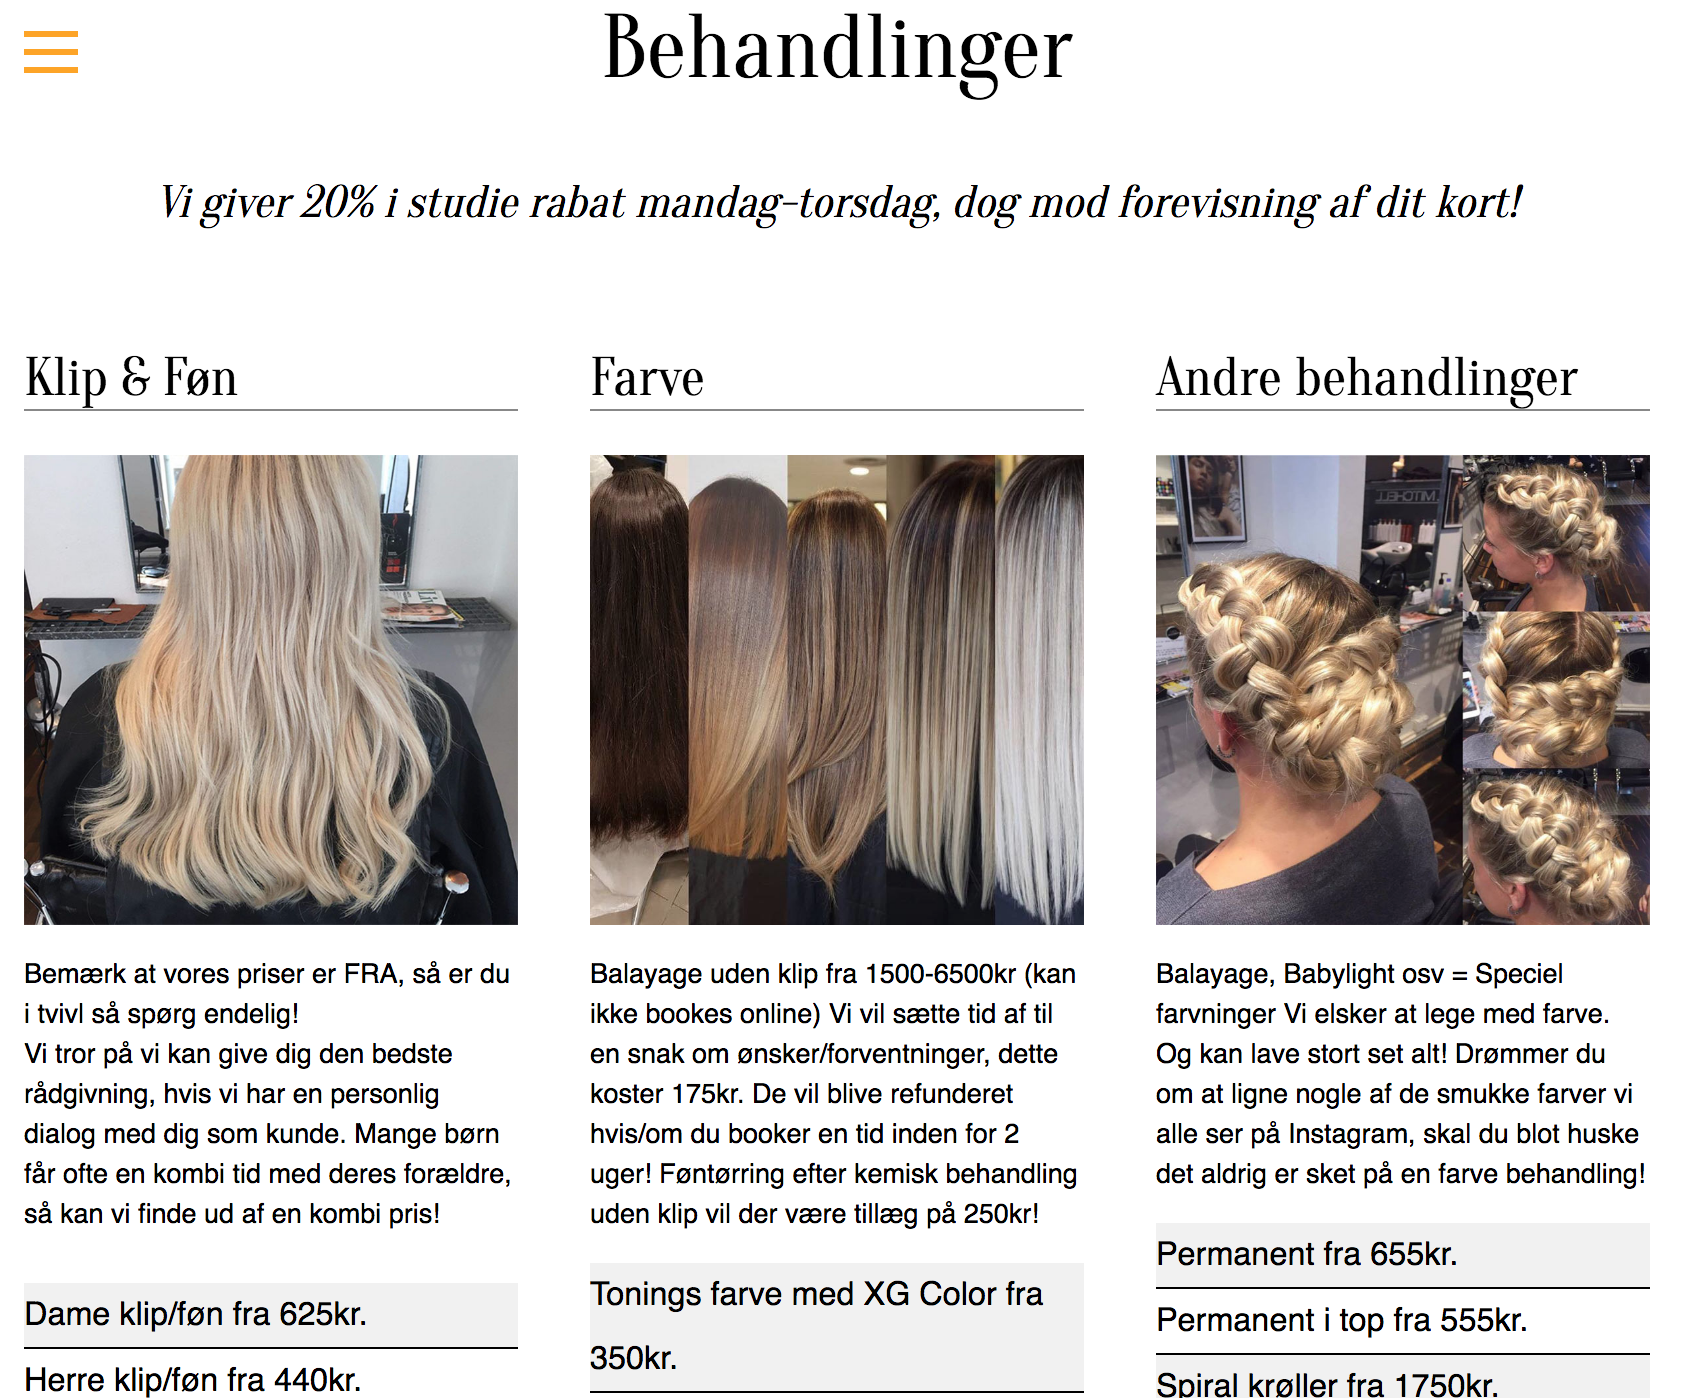 Behandlinger
Vi giver 20% i studie rabat mandag-torsdag, dog mod forevisning af dit kort!
Klip & Føn
Bemærk at vores priser er FRA, så er du
i tvivl så spørg endelig!
Vi tror på vi kan give dig den bedste
rådgivning, hvis vi har en personlig
dialog med dig som kunde. Mange børn
får ofte en kombi tid med deres forældre,
så kan vi finde ud af en kombi pris!
Dame klip/føn fra 625kr.
Herre klip/føn fra 440kr.
Farve
Balayage uden klip fra 1500-6500kr (kan
ikke bookes online) Vi vil sætte tid af til
en snak om ønsker/forventninger, dette
koster 175kr. De vil blive refunderet
hvis/om du booker en tid inden for 2
uger! Føntørring efter kemisk behandling
uden klip vil der være tillæg på 250kr!
Tonings farve med XG Color fra
350kr.
Andre behandlinger
MITCHELL
Balayage, Babylight osv = Speciel
farvninger Vi elsker at lege med farve.
Og kan lave stort set alt! Drømmer du
om at ligne nogle af de smukke farver vi
alle ser på Instagram, skal du blot huske
det aldrig er sket på en farve behandling!
Permanent fra 655kr.
Permanent i top fra 555kr.
Spiral krøller fra 1750kr.